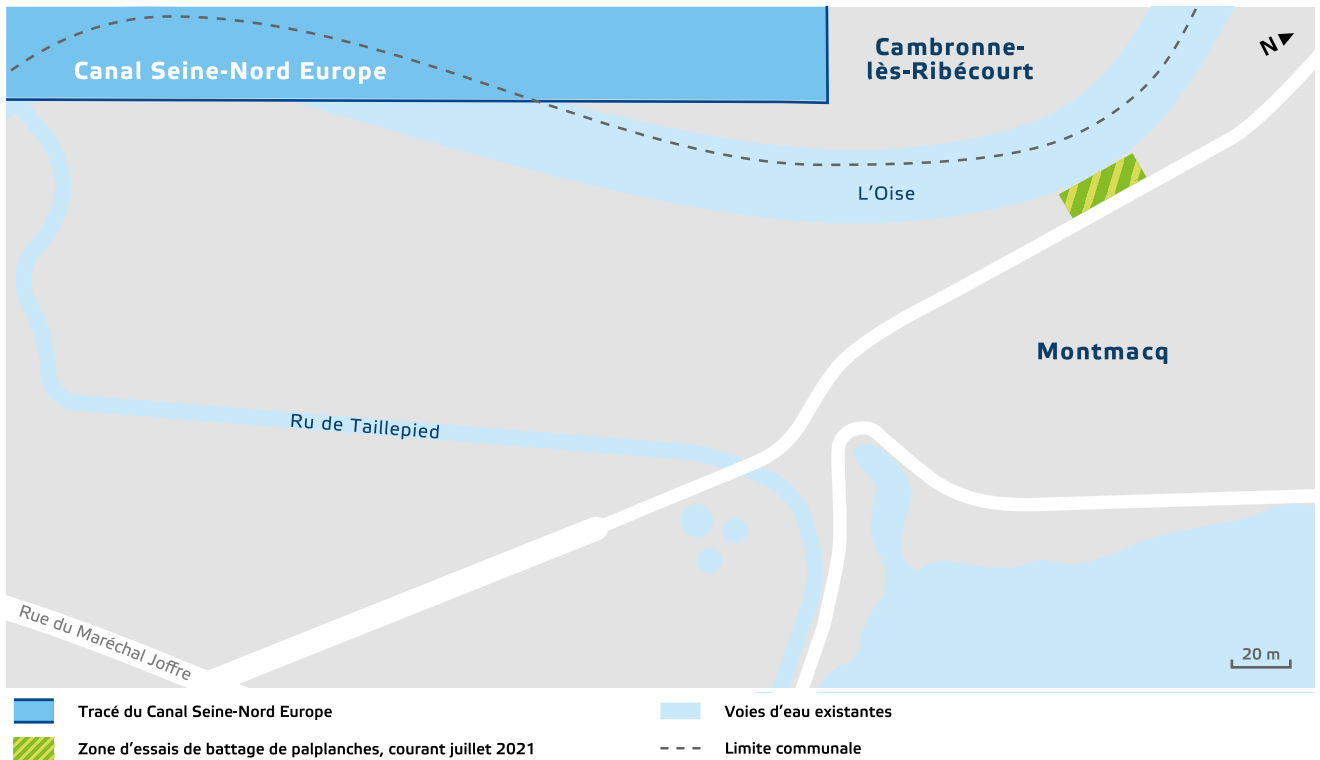 Canal Seine-Nord Europe
Cambronne-
lès-Ribécourt
N
L'Oise
Montmacq
Ru de Taillepied
Rue du Maréchal Joffre
20 m
Tracé du Canal Seine-Nord Europe
Voies d'eau existantes
Zone d'essais de battage de palplanches, courant juillet 2021
Limite communale